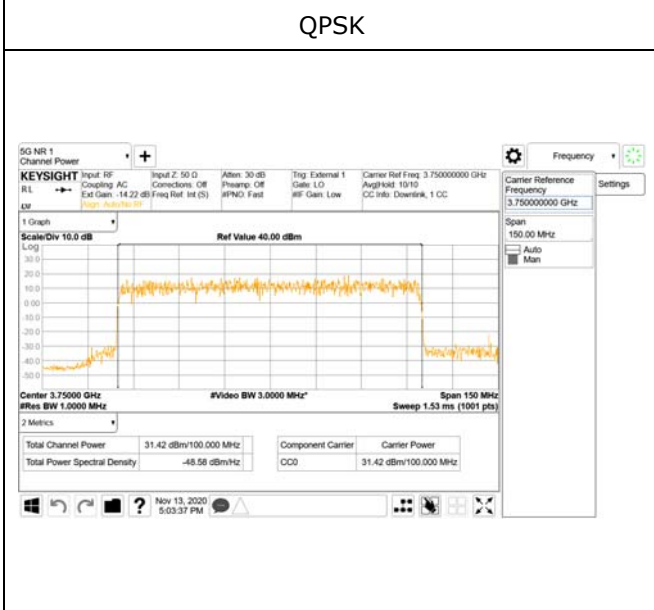 QPSK
5G NR 1
Channel Power
+
Frequency
KEYSIGHT Input: RF Input Z: 50 Ω Atten: 30 dB Trig: External 1 Carrier Ref Freq: 3.750000000 GHz
RL Coupling: AC Corrections: Off Preamp: Off Gate: LO Avg|Hold: 10/10
Ext Gain: -14.22 dB Freq Ref: Int (S) #PNO: Fast #IF Gain: Low CC Info: Downlink, 1 CC
Align: Auto/No RF
Carrier Reference
Frequency
3.750000000 GHz
Settings
Span
150.00 MHz
Auto
Man
1 Graph
Scale/Div 10.0 dB Ref Value 40.00 dBm
Log
30.0
20.0
10.0
0.00
-10.0
-20.0
-30.0
-40.0
-50.0
Center 3.75000 GHz #Video BW 3.0000 MHz* Span 150 MHz
#Res BW 1.0000 MHz Sweep 1.53 ms (1001 pts)
2 Metrics
Total Channel Power 31.42 dBm/100.000 MHz Component Carrier Carrier Power
Total Power Spectral Density -48.58 dBm/Hz CC0 31.42 dBm/100.000 MHz
? Nov 13, 2020
5:03:37 PM